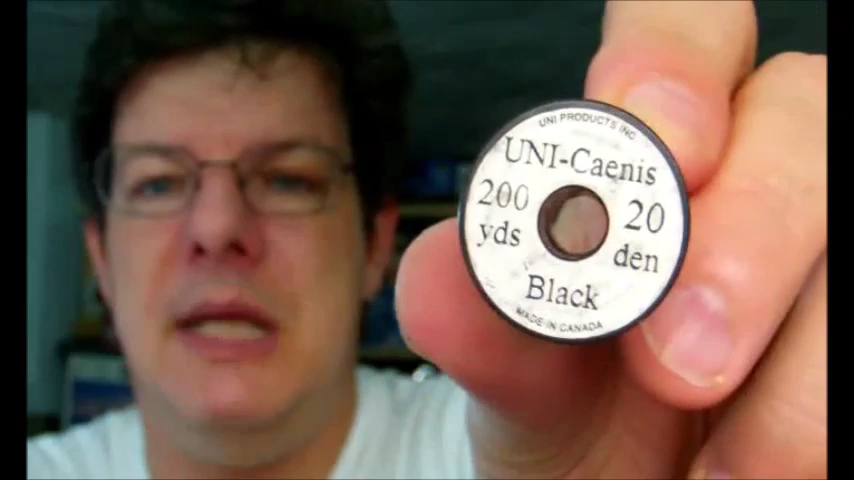 UNI PRODUCTS INC
UNI-Caenis
200 20
yds den
Black
MADE IN CANADA